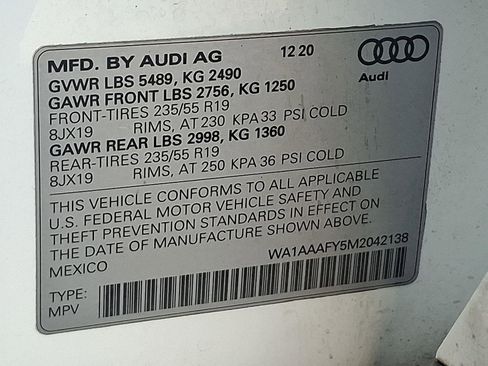 MFD. BY AUDI AG 12 20
GVWR LBS 5489, KG 2490
GAWR FRONT LBS 2756, KG 1250
FRONT-TIRES 235/55 R19
8JX19 RIMS, AT 230 KPA 33 PSI COLD
GAWR REAR LBS 2998, KG 1360
REAR-TIRES 235/55 R19
8JX19 RIMS, AT 250 KPA 36 PSI COLD
Audi
THIS VEHICLE CONFORMS TO ALL APPLICABLE
U.S. FEDERAL MOTOR VEHICLE SAFETY AND
THEFT PREVENTION STANDARDS IN EFFECT ON
THE DATE OF MANUFACTURE SHOWN ABOVE.
MEXICO WA1AAAFY5M2042138
TYPE:
MPV